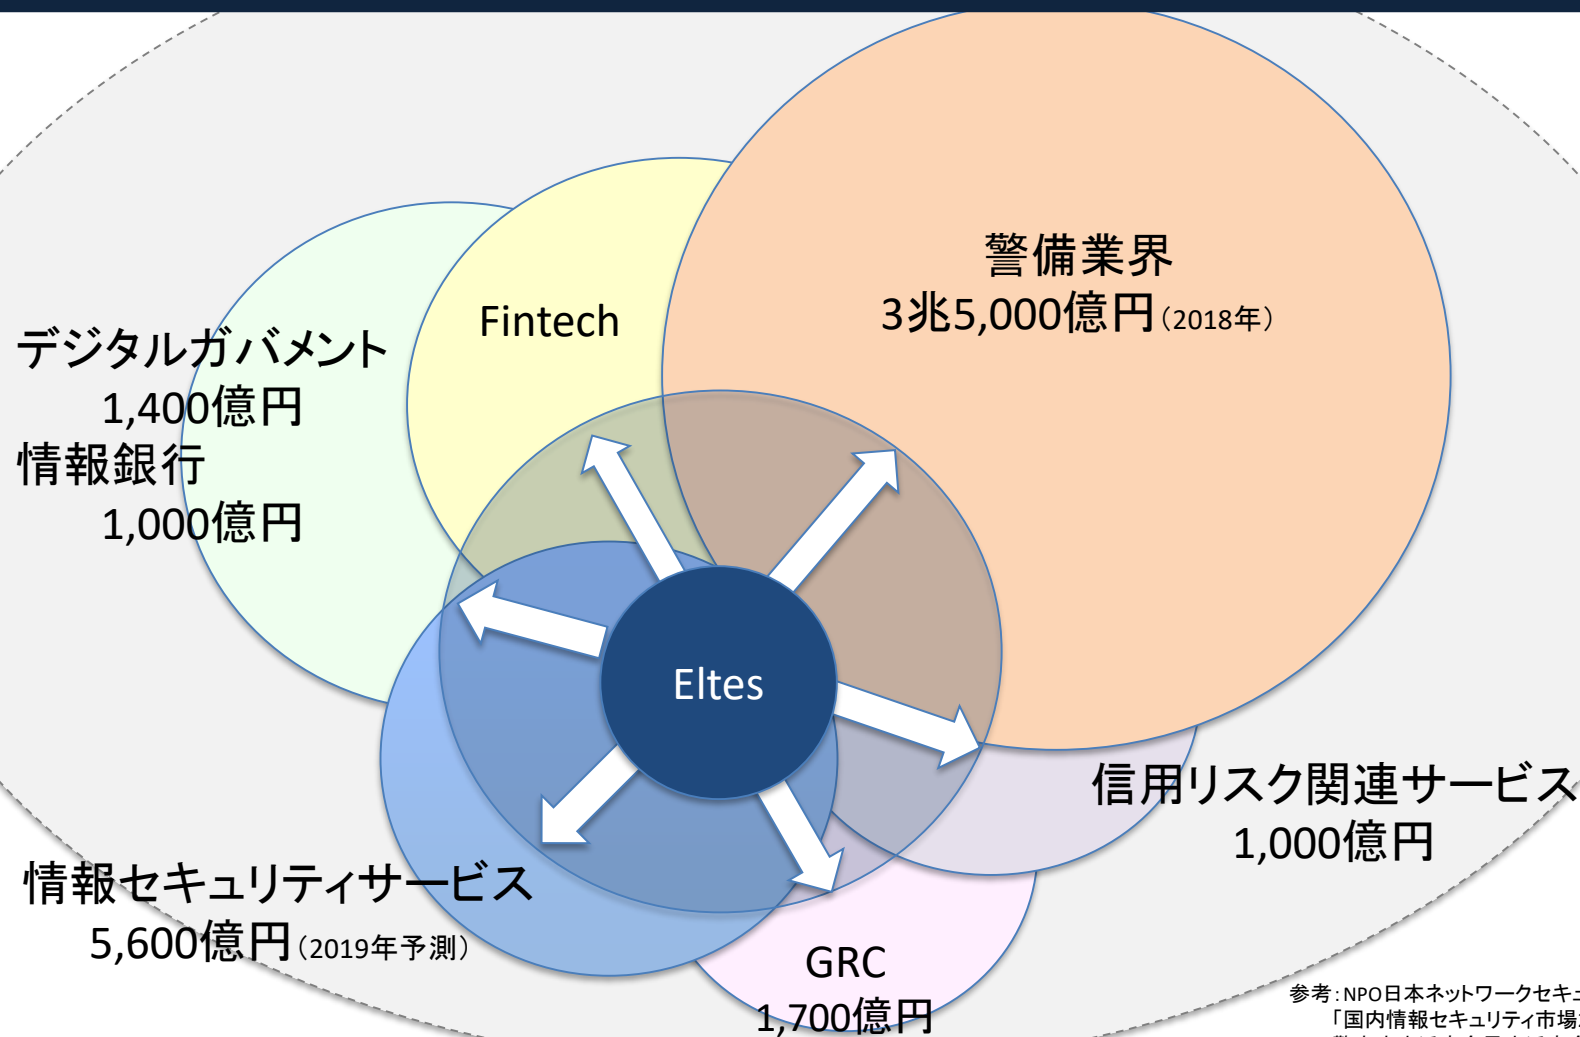 警備業界
3兆5,000億円（2018年）
Fintech
デジタルガバメント
1,400億円
情報銀行
1,000億円
Eltes
信用リスク関連サービス
1,000億円
情報セキュリティサービス
5,600億円（2019年予測）
GRC
1,700億円
参考：NPO日本ネットワークセキュ
「国内情報セキュリティ市場